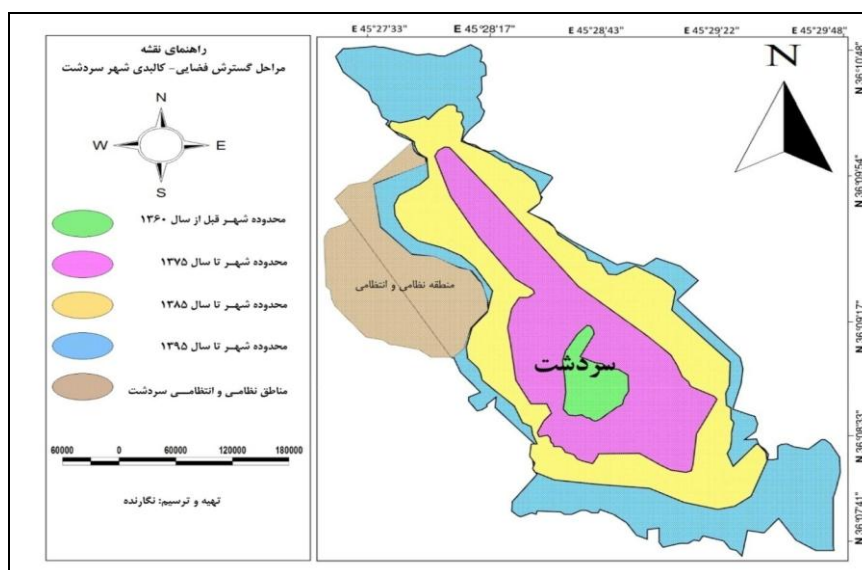 راهنمای نقشه
مراحل گسترش فضایی- کالبدی شهر سردشت
N
W E
S
محدوده شهر قبل از سال ۱۳۶۰
محدوده شهر تا سال ۱۳۷۵
محدوده شهر تا سال ۱۳۸۵
محدوده شهر تا سال ۱۳۹۵
مناطق نظامی و انتظامی سردشت
60000 0 60000 120000 180000
تهیه و ترسیم: نگارنده
E 45°27'33" E 45°28'17" E 45°28'43" E 45°29'22" E 45°29'48"
N
N 36°10'48"
N 36°09'54"
N 36°09'17"
N 36°08'33"
N 36°07'41"
منطقه نظامی و انتظامی
سردشت